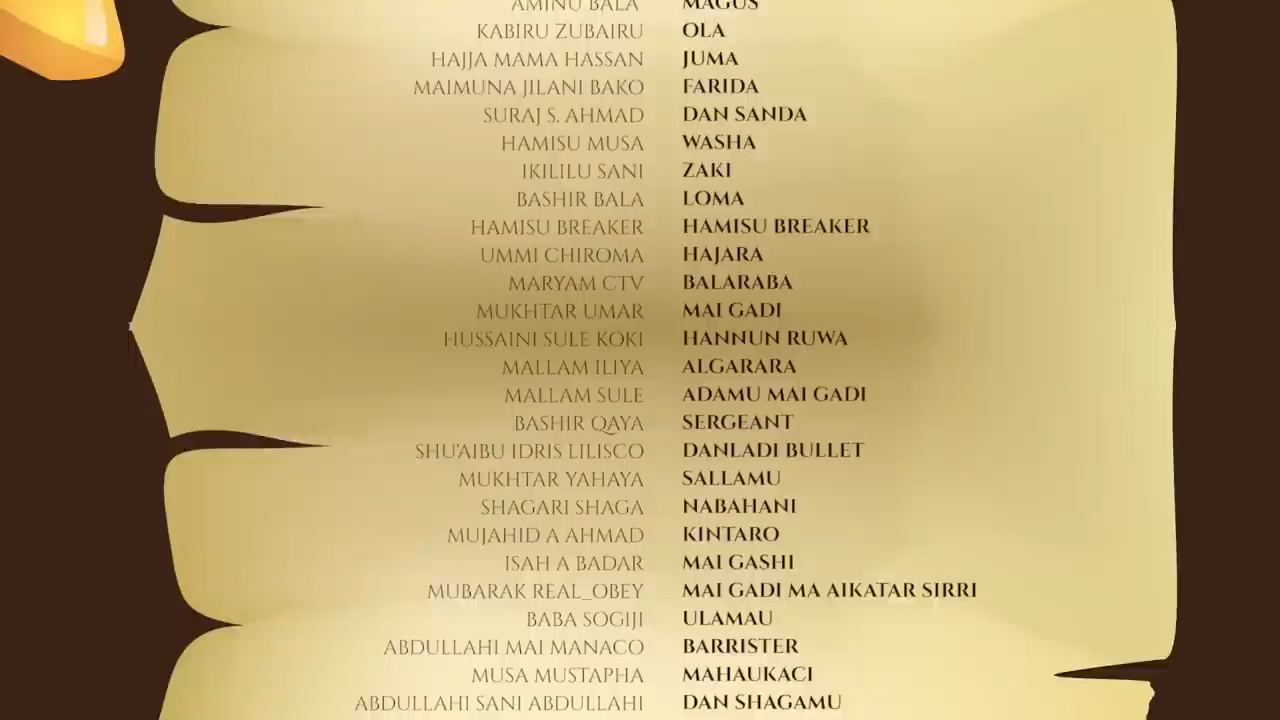 AMINU BALA MAGUS
KABIRU ZUBAIRU OLA
HAJJA MAMA HASSAN JUMA
MAIMUNA JILANI BAKO FARIDA
SURAJ S. AHMAD DAN SANDA
HAMISU MUSA WASHA
IKILILU SANI ZAKI
BASHIR BALA LOMA
HAMISU BREAKER HAMISU BREAKER
UMMI CHIROMA HAJARA
MARYAM CTV BALARABA
MUKHTAR UMAR MAI GADI
HUSSAINI SULE KOKI HANNUN RUWA
MALLAM ILIYA ALGARARA
MALLAM SULE ADAMU MAI GADI
BASHIR QAYA SERGEANT
SHU'AIBU IDRIS LILISCO DANLADI BULLET
MUKHTAR YAHAYA SALLAMU
SHAGARI SHAGA NABAHANI
MUJAHID A AHMAD KINTARO
ISAH A BADAR MAI GASHI
MUBARAK REAL_OBEY MAI GADI MA AIKATAR SIRRI
BABA SOGIJI ULAMAU
ABDULLAHI MAI MANACO BARRISTER
MUSA MUSTAPHA MAHAUKACI
ABDULLAHI SANI ABDULLAHI DAN SHAGAMU